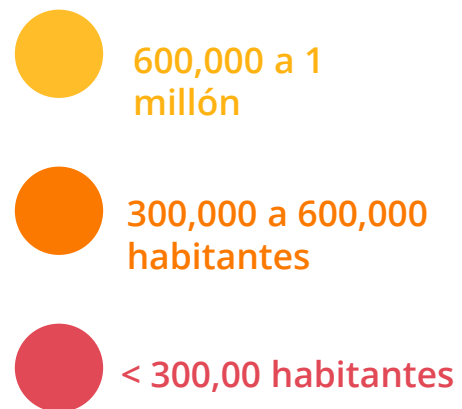 600,000 a 1
millón
300,000 a 600,000
habitantes
< 300,00 habitantes